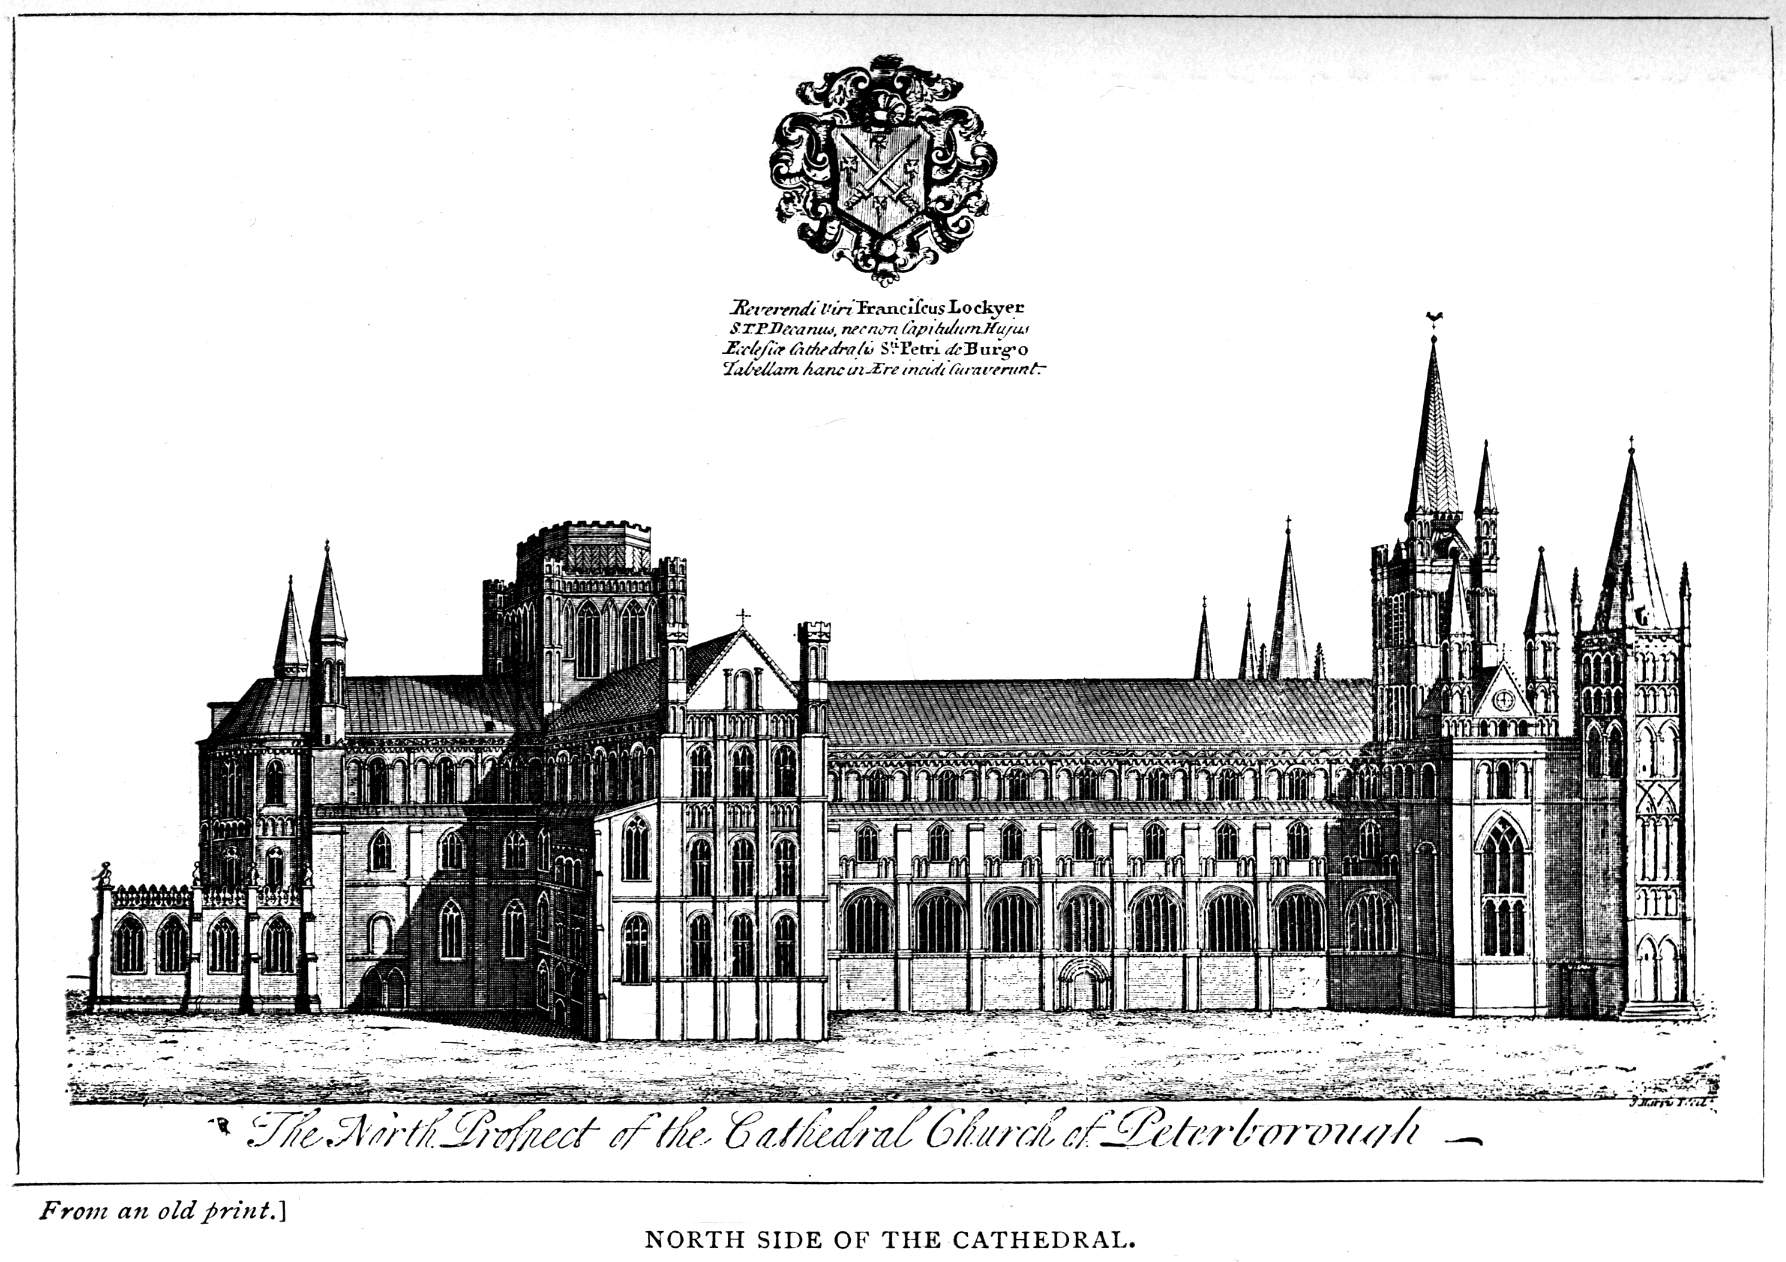 Reverendi Viri Franciſcus Lockyer
S.T.P. Decanus, necnon Capitulum Hujus
Eccleſiæ Cathedralis Sti. Petri de Burgo
Tabellam hanc in Ære incidi Curaverunt.
The North Proſpect of the Cathedral Church of Peterborough
From an old print.]
NORTH SIDE OF THE CATHEDRAL.